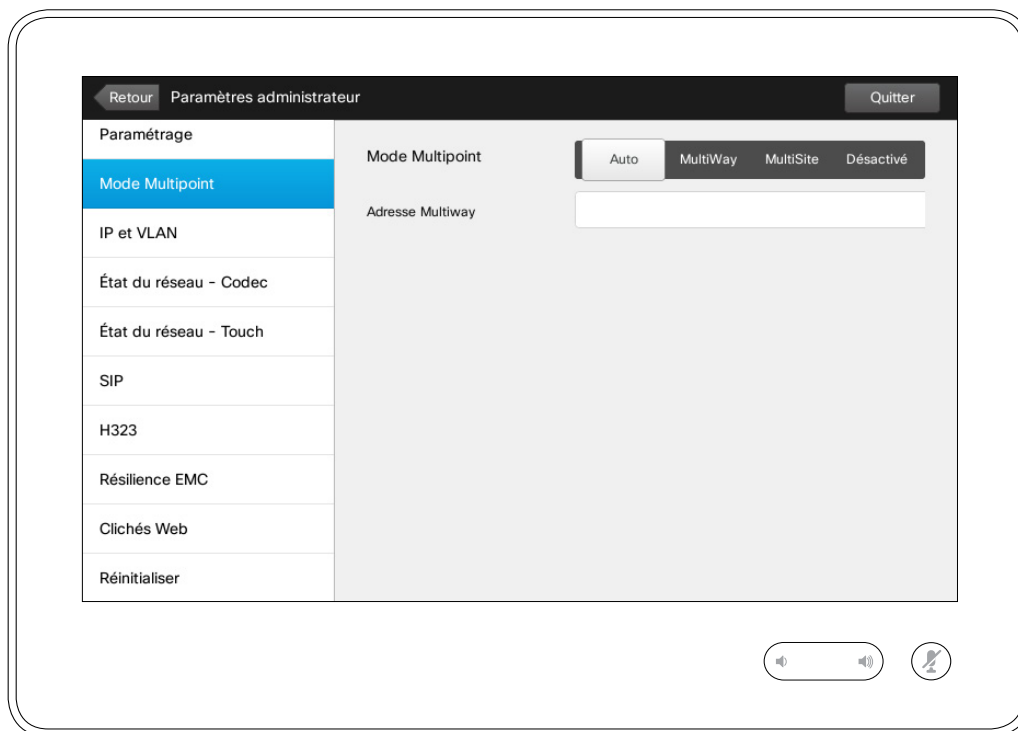 Retour Paramètres administrateur Quitter
Paramétrage
Mode Multipoint
IP et VLAN
État du réseau - Codec
État du réseau - Touch
SIP
H323
Résilience EMC
Clichés Web
Réinitialiser
Mode Multipoint Auto MultiWay MultiSite Désactivé
Adresse Multiway